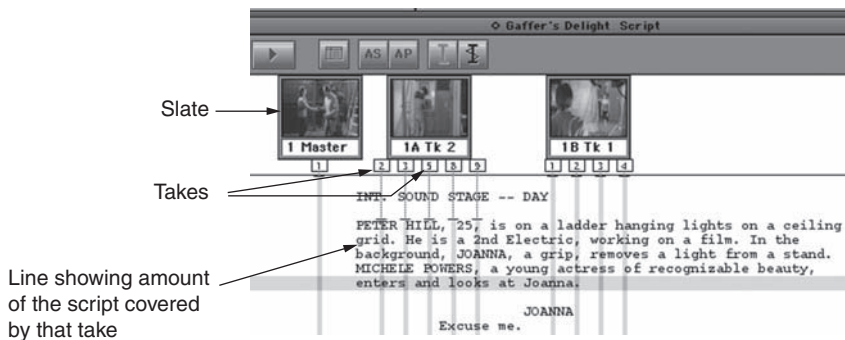 ◇ Gaffer's Delight Script
AS AP
Slate
1 Master
1A Tk 2
1B Tk 1
1
2 3 5 8 9
1 2 3 4
Takes
INT. SOUND STAGE -- DAY
PETER HILL, 25, is on a ladder hanging lights on a ceiling
grid. He is a 2nd Electric, working on a film. In the
background, JOANNA, a grip, removes a light from a stand.
MICHELE POWERS, a young actress of recognizable beauty,
enters and looks at Joanna.
Line showing amount
of the script covered
by that take
JOANNA
Excuse me.